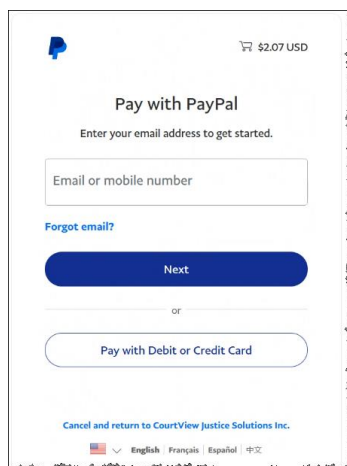 $2.07 USD
Pay with PayPal
Enter your email address to get started.
Email or mobile number
Forgot email?
Next
or
Pay with Debit or Credit Card
Cancel and return to CourtView Justice Solutions Inc.
English Français Español 中文